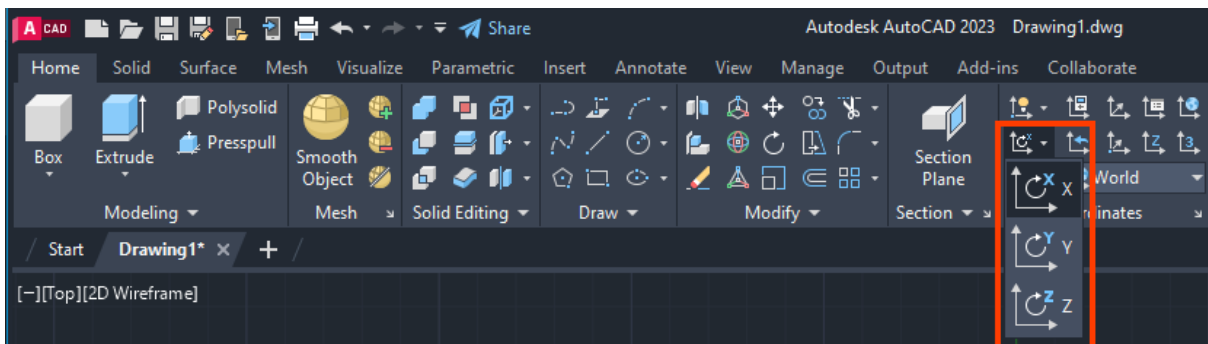 A CAD Share Autodesk AutoCAD 2023 Drawing1.dwg
Home Solid Surface Mesh Visualize Parametric Insert Annotate View Manage Output Add-ins Collaborate
Polysolid
Presspull
Box
Extrude
Smooth
Object
Section
Plane
World
Modeling Mesh Solid Editing Draw Modify Section rdinates
X
Y
Z
Start Drawing1*
[−][Top][2D Wireframe]